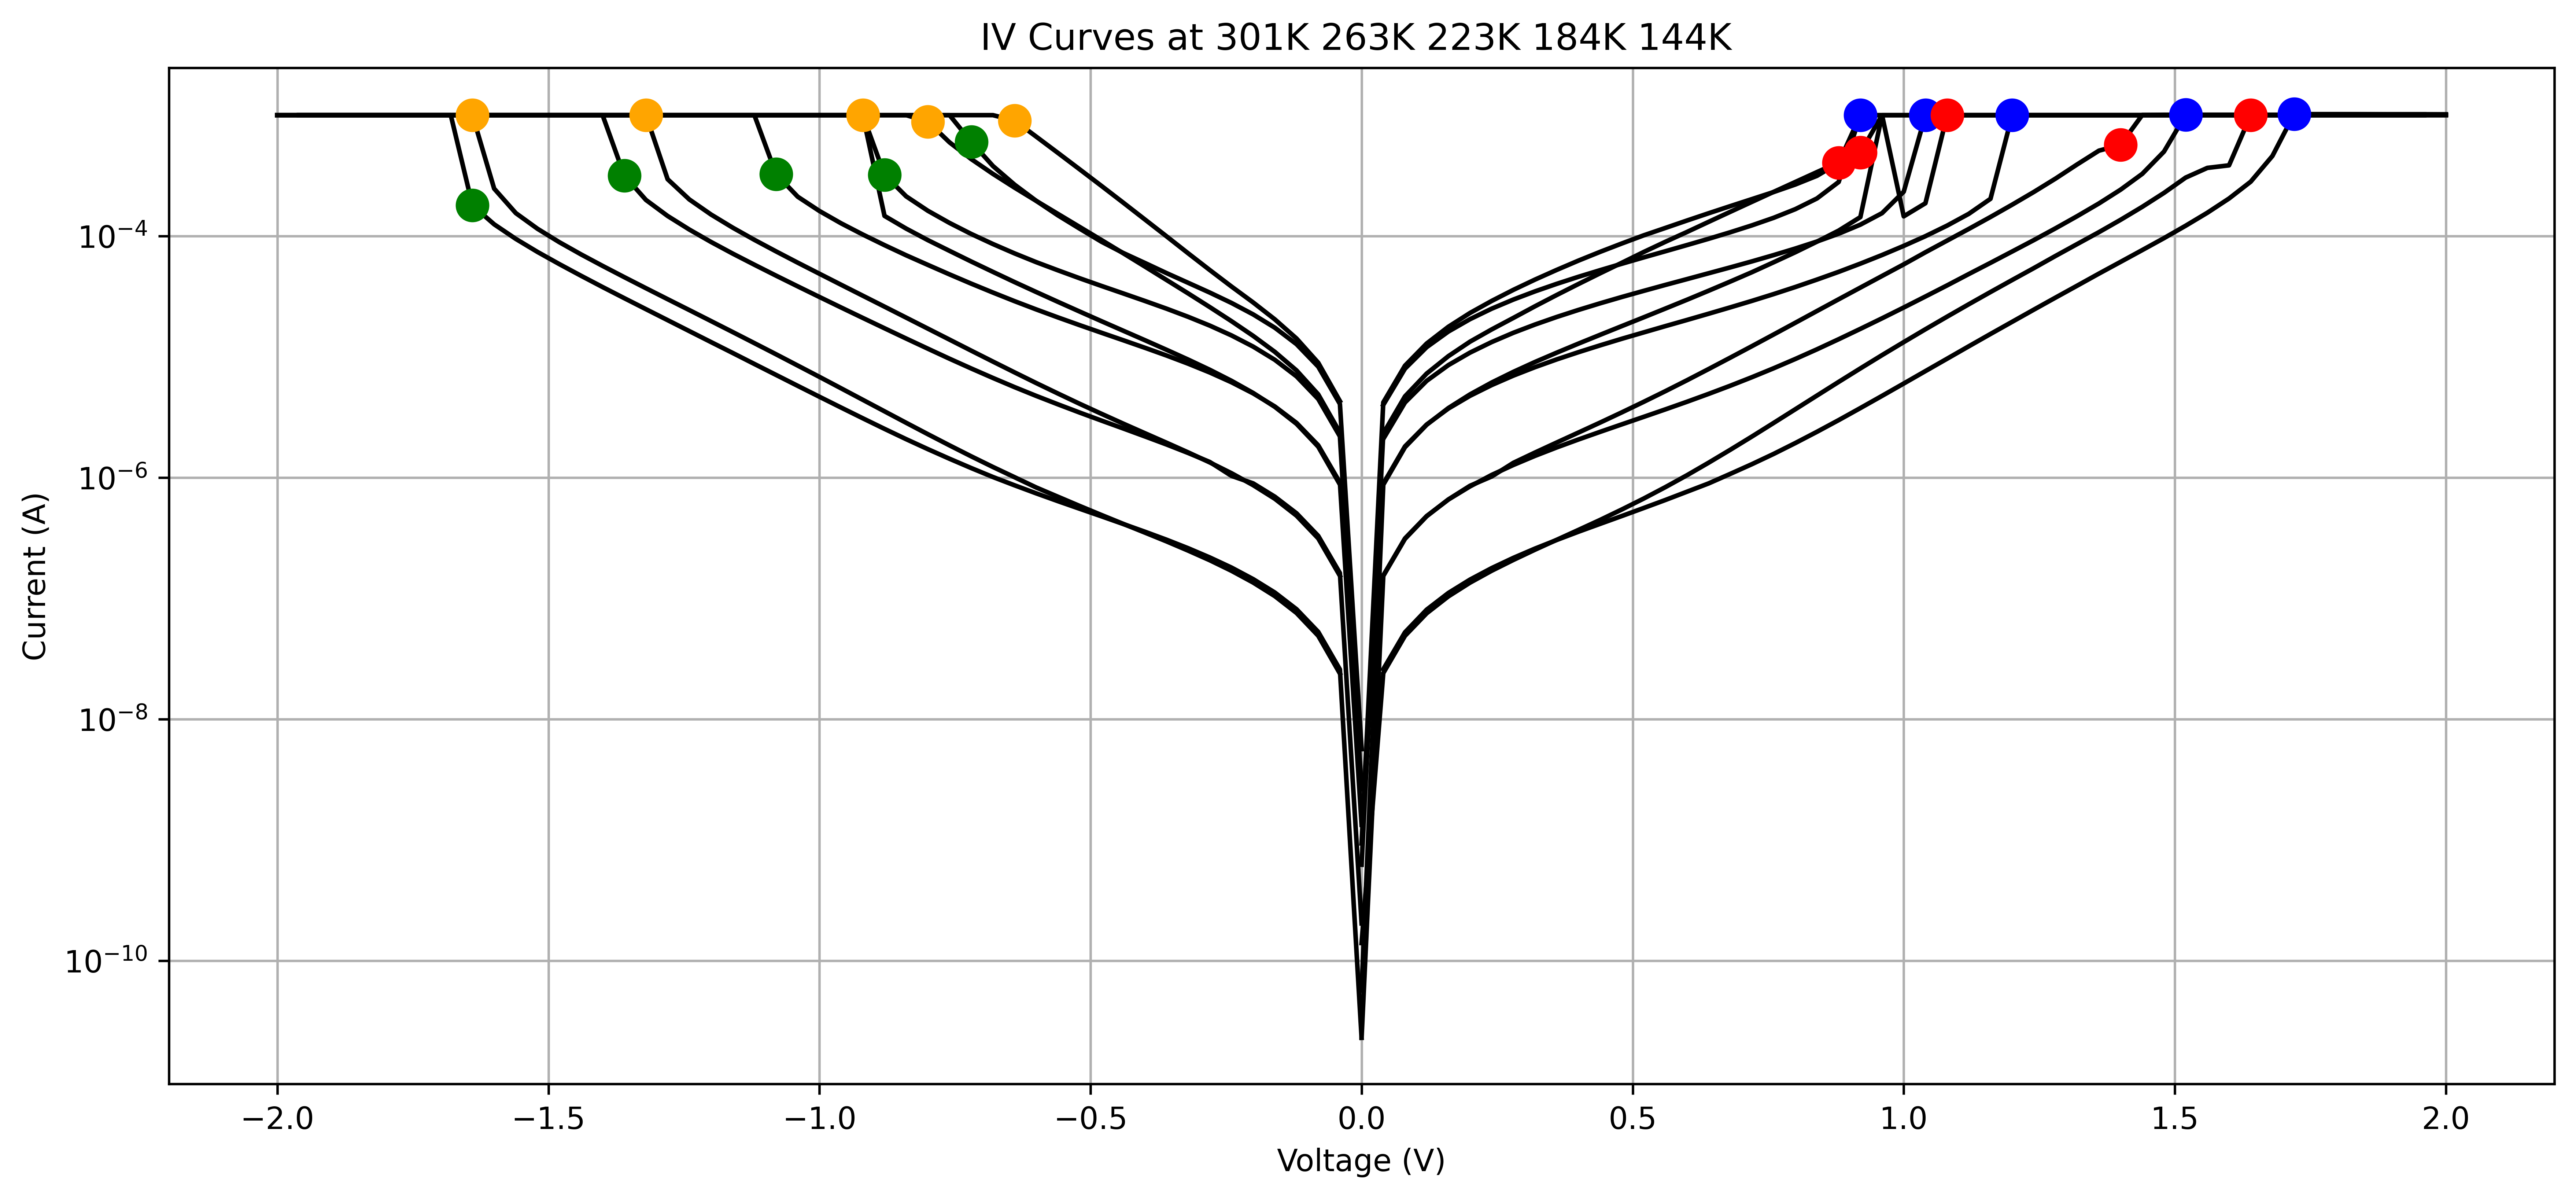 IV Curves at 301K 263K 223K 184K 144K
Current (A)
10⁻⁴
10⁻⁶
10⁻⁸
10⁻¹⁰
−2.0 −1.5 −1.0 −0.5 0.0 0.5 1.0 1.5 2.0
Voltage (V)